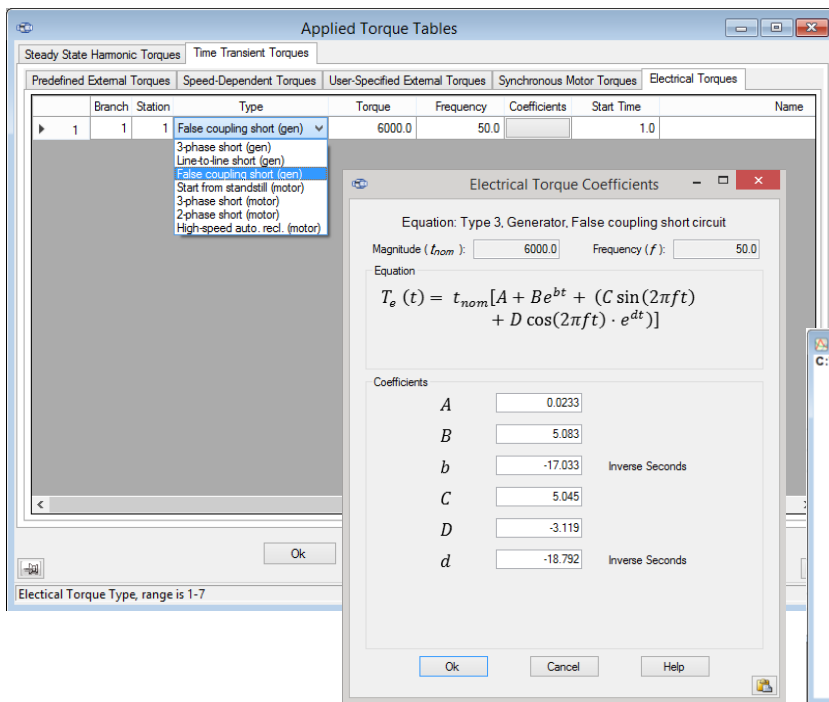 Applied Torque Tables
Steady State Harmonic Torques Time Transient Torques
Predefined External Torques Speed-Dependent Torques User-Specified External Torques Synchronous Motor Torques Electrical Torques
Branch Station Type Torque Frequency Coefficients Start Time Name
1 1 1 False coupling short (gen) 6000.0 50.0 1.0
3-phase short (gen)
Line-to-line short (gen)
False coupling short (gen)
Start from standstill (motor)
3-phase short (motor)
2-phase short (motor)
High-speed auto. recl. (motor)
Ok
Electical Torque Type, range is 1-7
Electrical Torque Coefficients
Equation: Type 3, Generator, False coupling short circuit
Magnitude ( t_nom ): 6000.0 Frequency ( f ): 50.0
Equation
T_e (t) = t_nom[A + Be^{bt} + (C sin(2πft)
+ D cos(2πft) · e^{dt})]
Coefficients
A 0.0233
B 5.083
b -17.033 Inverse Seconds
C 5.045
D -3.119
d -18.792 Inverse Seconds
Ok Cancel Help
C: